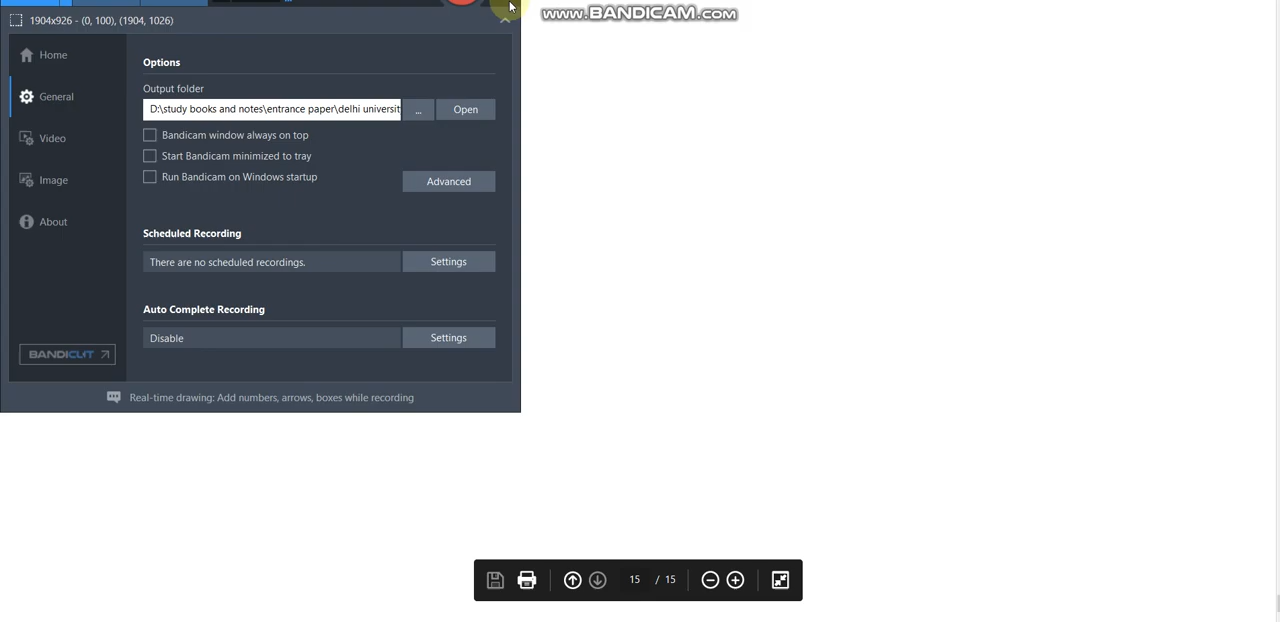 www.BANDICAM.com
1904x926 - (0, 100), (1904, 1026)
Home
General
Video
Image
About
BANDICUT
Options
Output folder
D:\study books and notes\entrance paper\delhi universit
... Open
Bandicam window always on top
Start Bandicam minimized to tray
Run Bandicam on Windows startup
Advanced
Scheduled Recording
There are no scheduled recordings. Settings
Auto Complete Recording
Disable Settings
Real-time drawing: Add numbers, arrows, boxes while recording
15 / 15